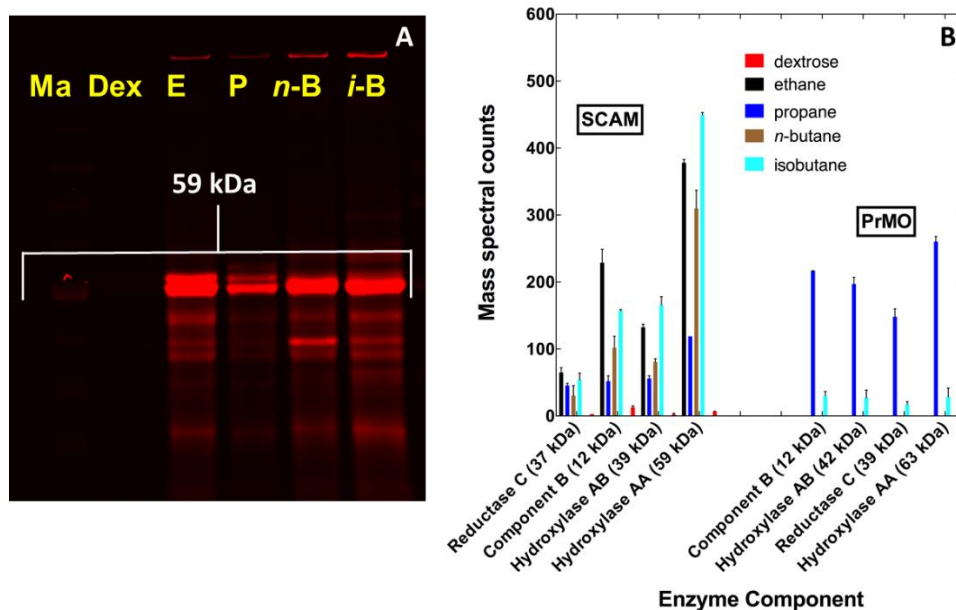 A
Ma Dex E P n-B i-B
59 kDa
B
600
500
400
300
200
100
0
Mass spectral counts
dextrose
ethane
propane
n-butane
isobutane
SCAM
PrMO
Reductase C (37 kDa)
Component B (12 kDa)
Hydroxylase AB (39 kDa)
Hydroxylase AA (59 kDa)
Component B (12 kDa)
Hydroxylase AB (42 kDa)
Reductase C (39 kDa)
Hydroxylase AA (63 kDa)
Enzyme Component